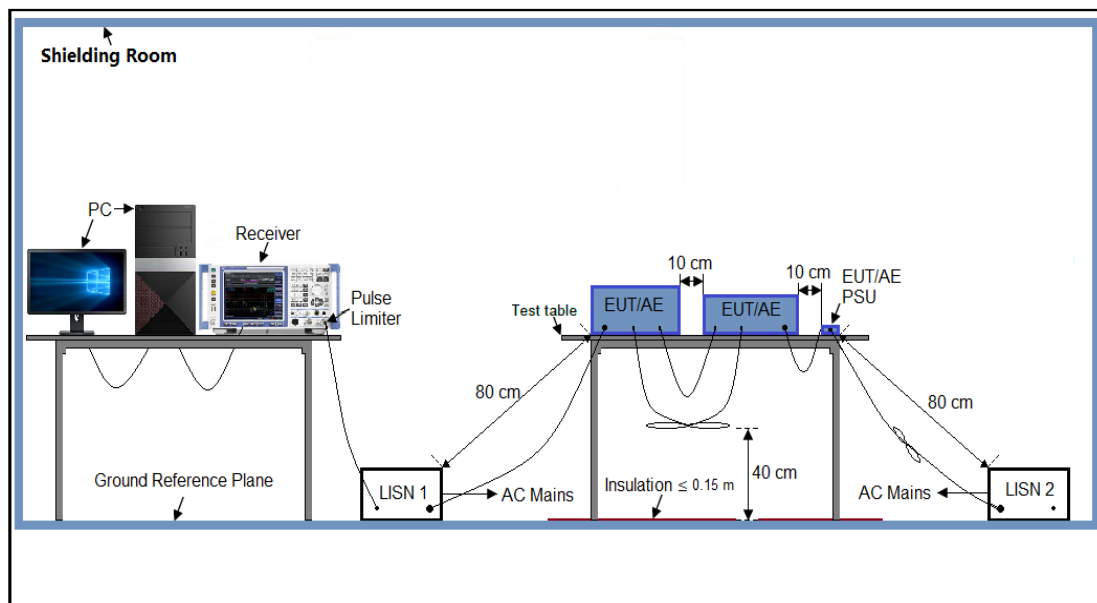 Shielding Room
PC
Receiver
Pulse
Limiter
Test table
EUT/AE
10 cm
EUT/AE
10 cm
EUT/AE
PSU
80 cm
80 cm
40 cm
Ground Reference Plane
LISN 1
AC Mains
Insulation ≤ 0.15 m
AC Mains
LISN 2